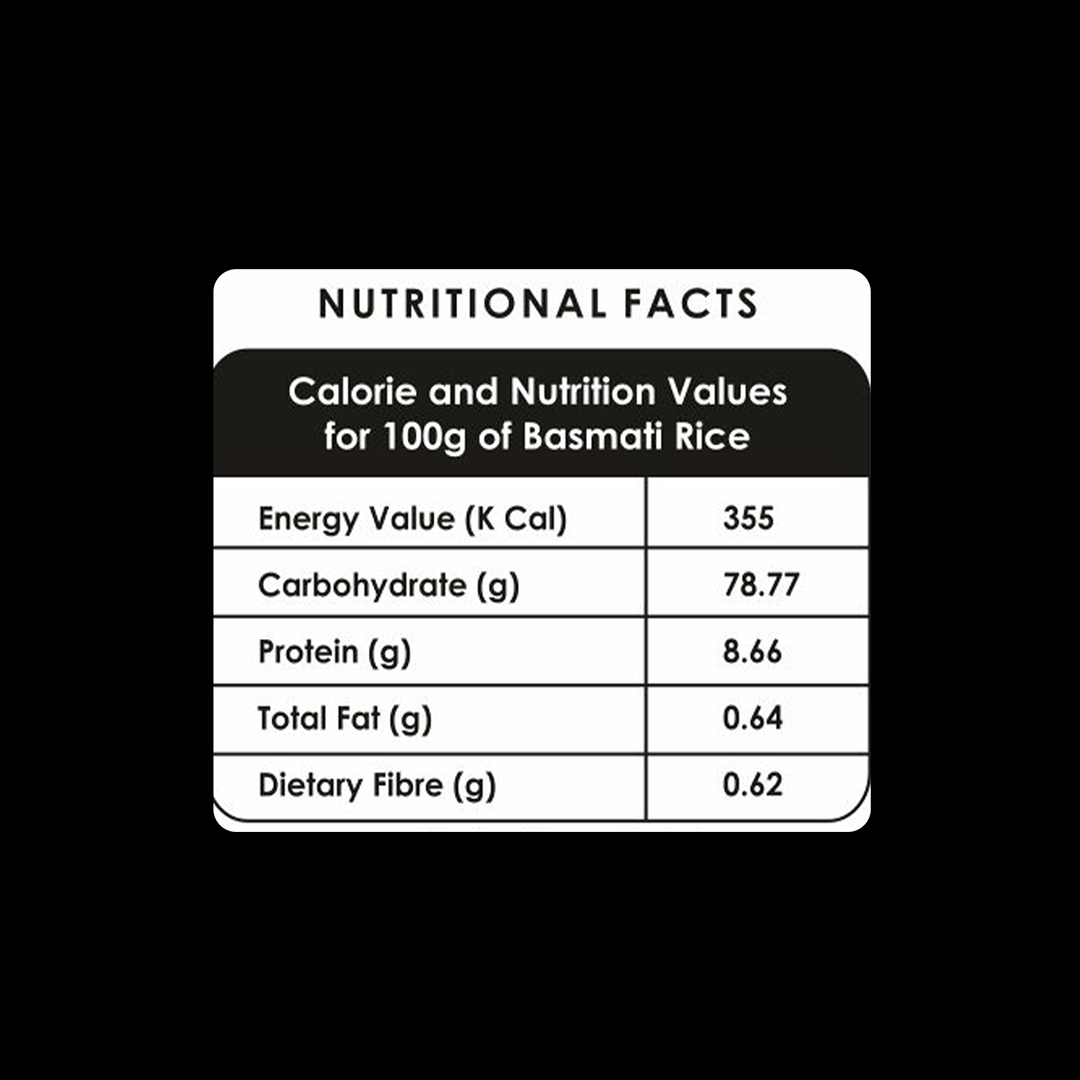 NUTRITIONAL FACTS
Calorie and Nutrition Values
for 100g of Basmati Rice
Energy Value (K Cal) 355
Carbohydrate (g) 78.77
Protein (g) 8.66
Total Fat (g) 0.64
Dietary Fibre (g) 0.62